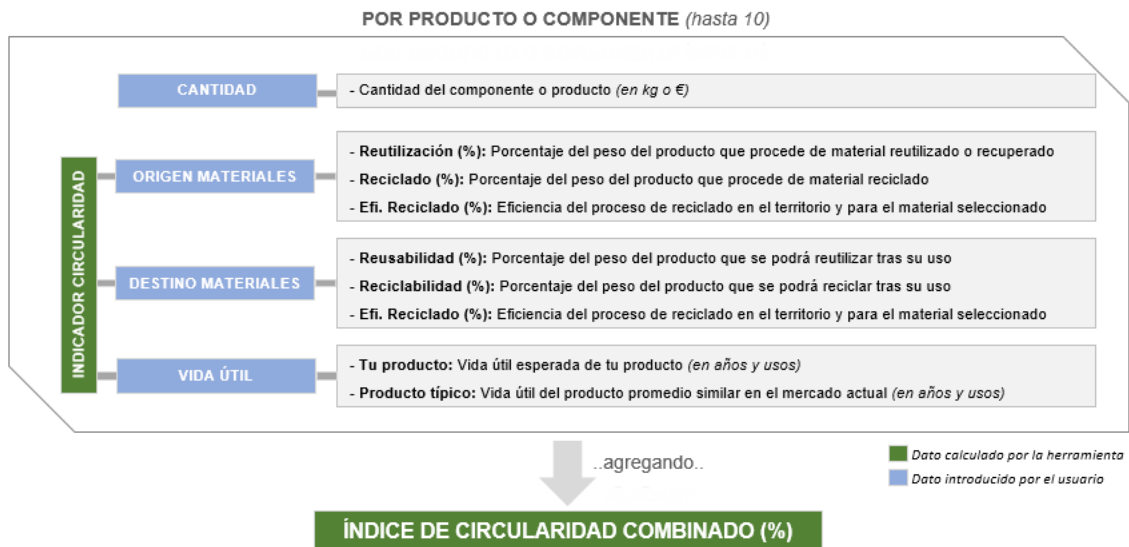 POR PRODUCTO O COMPONENTE (hasta 10)
CANTIDAD
- Cantidad del componente o producto (en kg o €)
INDICADOR CIRCULARIDAD
ORIGEN MATERIALES
- Reutilización (%): Porcentaje del peso del producto que procede de material reutilizado o recuperado
- Reciclado (%): Porcentaje del peso del producto que procede de material reciclado
- Efi. Reciclado (%): Eficiencia del proceso de reciclado en el territorio y para el material seleccionado
DESTINO MATERIALES
- Reusabilidad (%): Porcentaje del peso del producto que se podrá reutilizar tras su uso
- Reciclabilidad (%): Porcentaje del peso del producto que se podrá reciclar tras su uso
- Efi. Reciclado (%): Eficiencia del proceso de reciclado en el territorio y para el material seleccionado
VIDA ÚTIL
- Tu producto: Vida útil esperada de tu producto (en años y usos)
- Producto típico: Vida útil del producto promedio similar en el mercado actual (en años y usos)
..agregando..
Dato calculado por la herramienta
Dato introducido por el usuario
ÍNDICE DE CIRCULARIDAD COMBINADO (%)